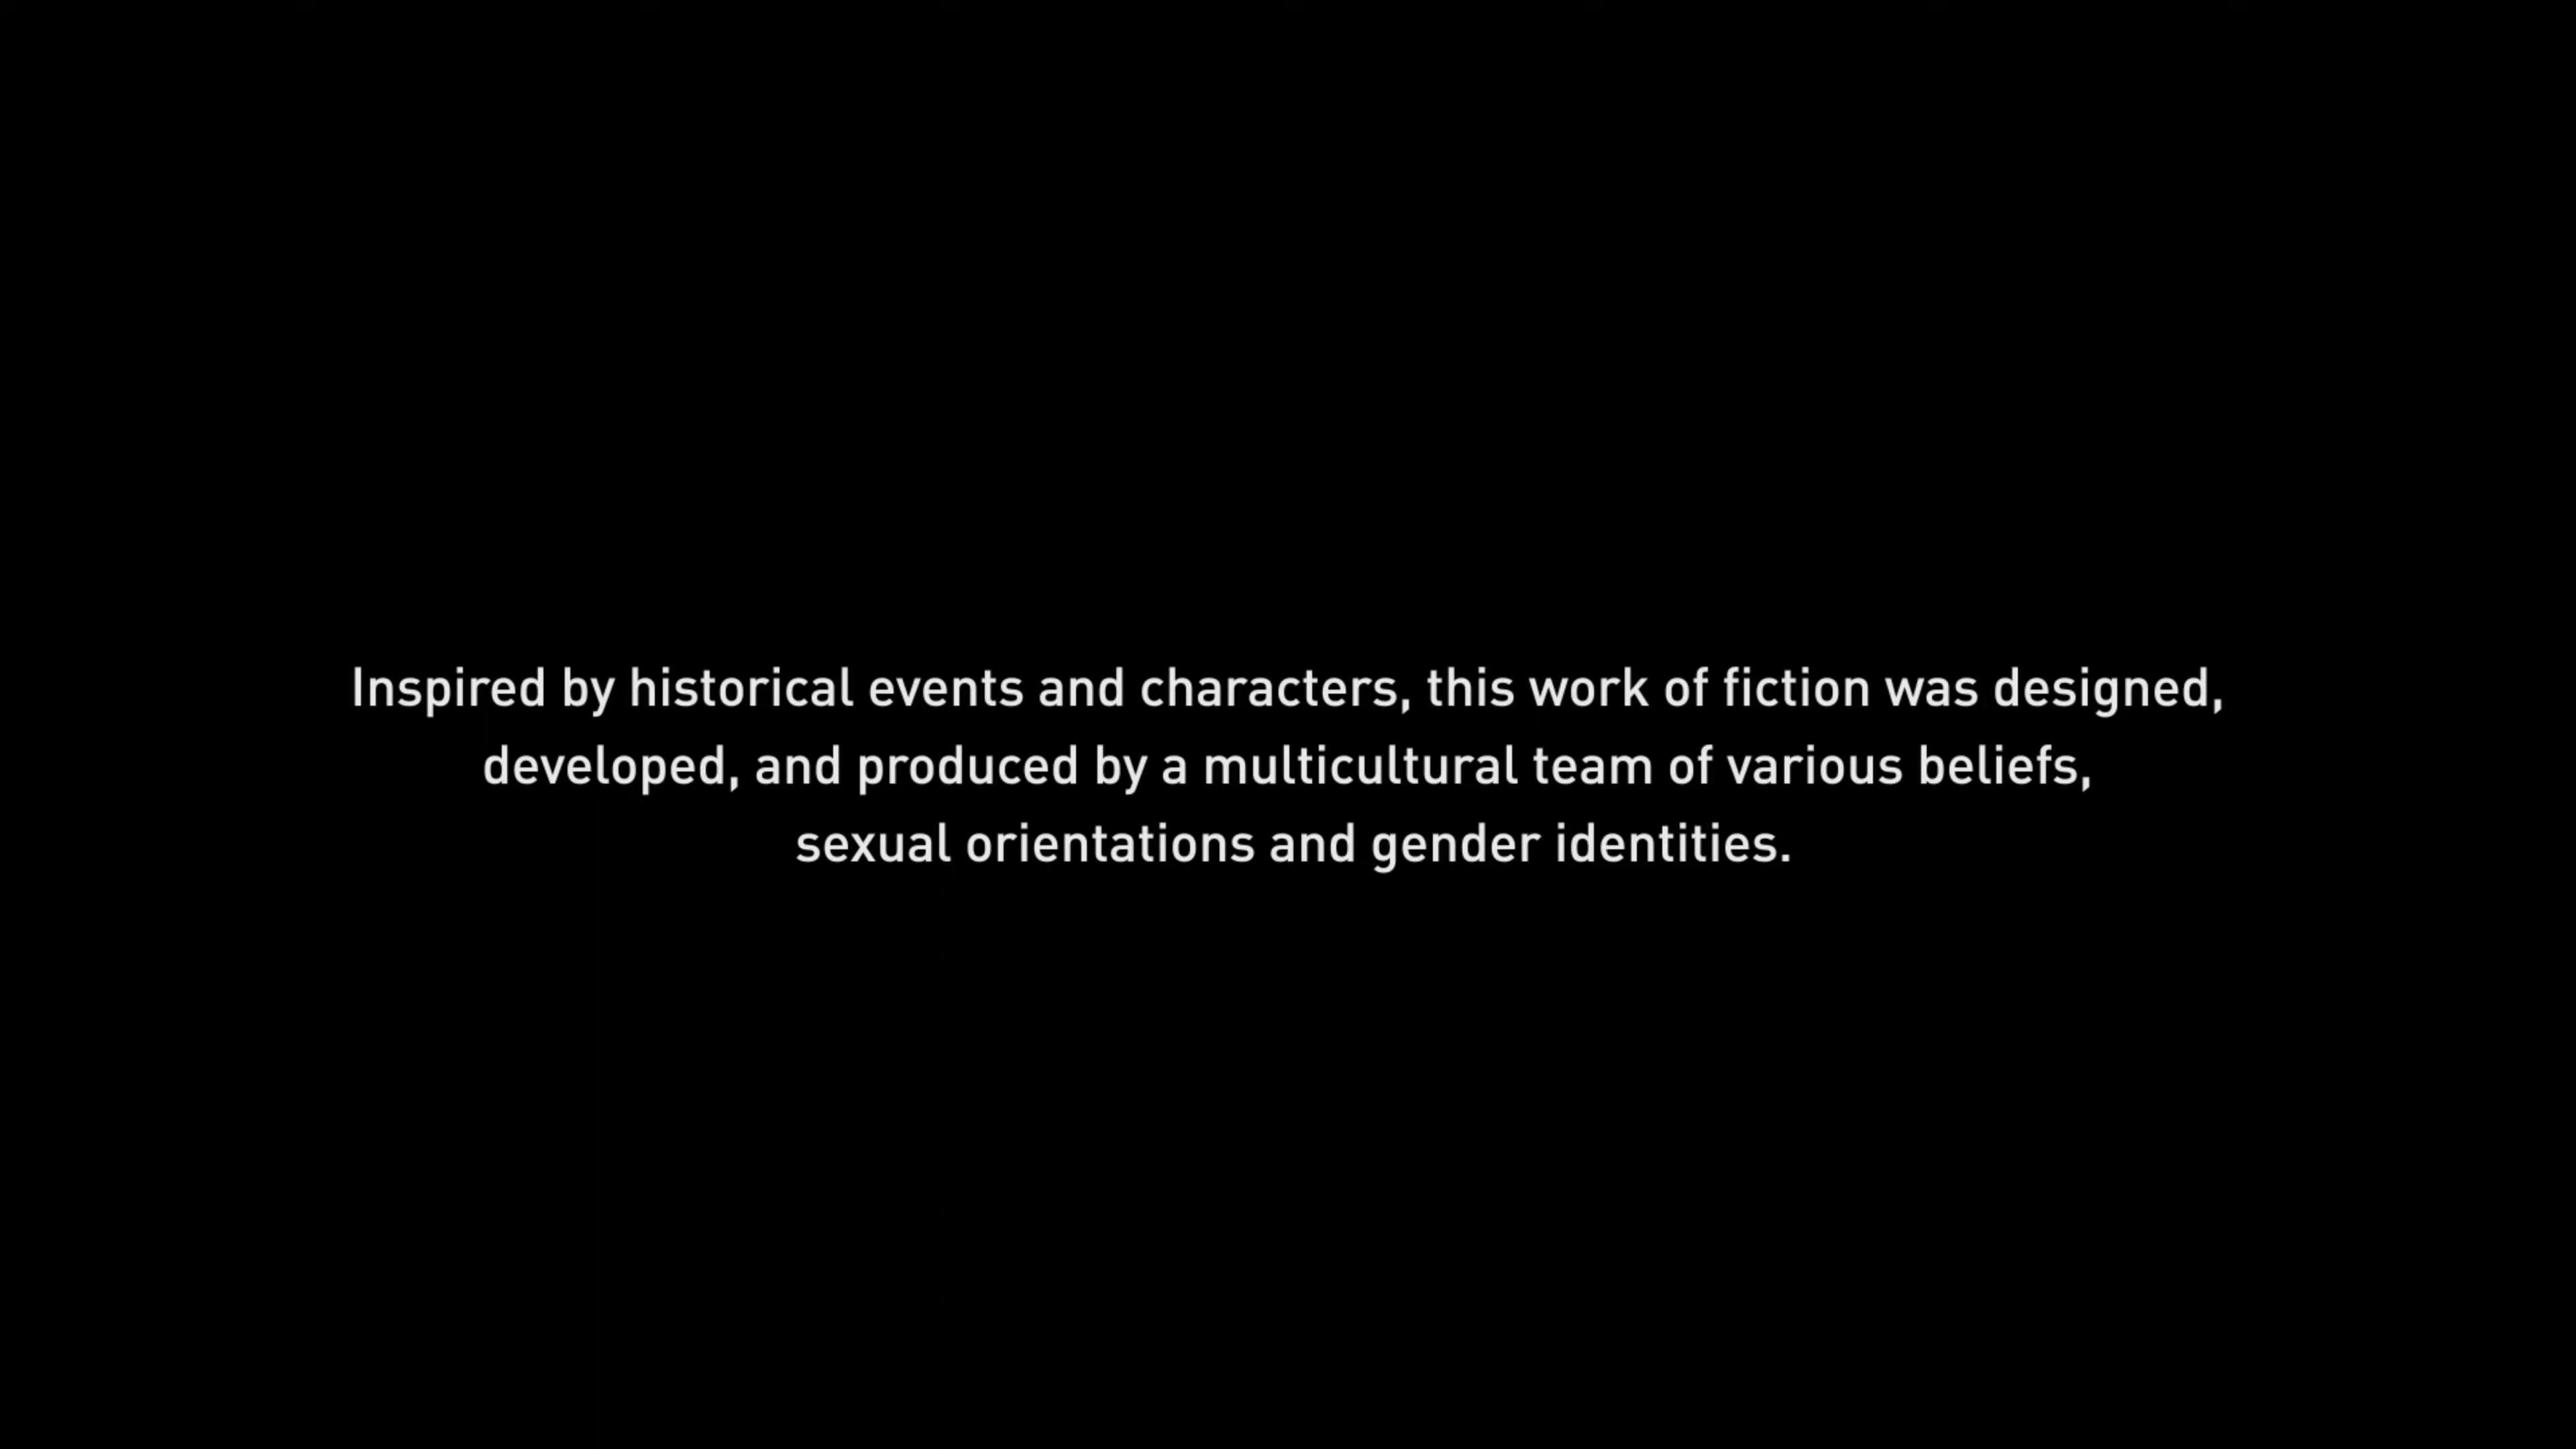 Inspired by historical events and characters, this work of fiction was designed,
developed, and produced by a multicultural team of various beliefs,
sexual orientations and gender identities.